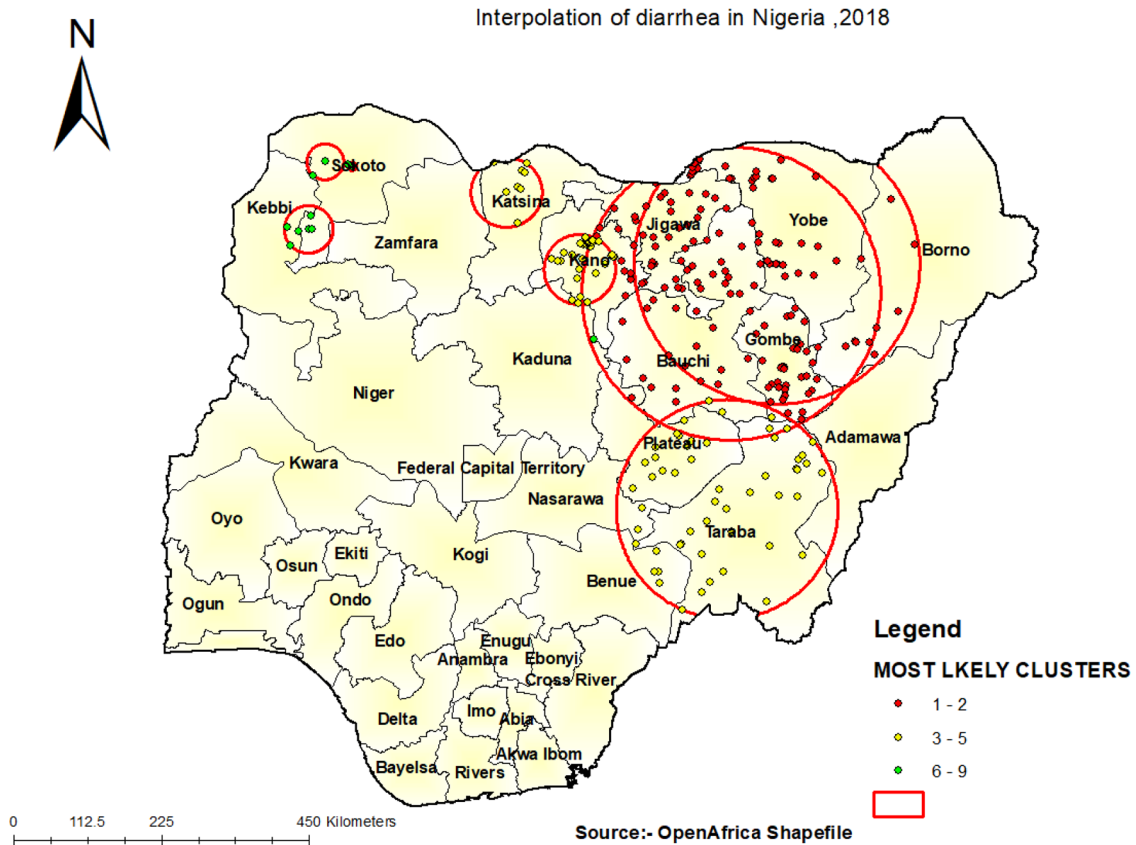 Interpolation of diarrhea in Nigeria ,2018
N
Sokoto
Katsina
Kebbi
Zamfara
Jigawa
Yobe
Borno
Kano
Kaduna
Bauchi
Gombe
Niger
Adamawa
Plateau
Kwara
Federal Capital Territory
Nasarawa
Oyo
Taraba
Kogi
Ekiti
Osun
Benue
Ogun
Ondo
Edo
Enugu
Anambra
Ebonyi
Cross River
Imo
Abia
Delta
Akwa Ibom
Bayelsa
Rivers
Legend
MOST LKELY CLUSTERS
1 - 2
3 - 5
6 - 9
0 112.5 225 450 Kilometers
Source:- OpenAfrica Shapefile